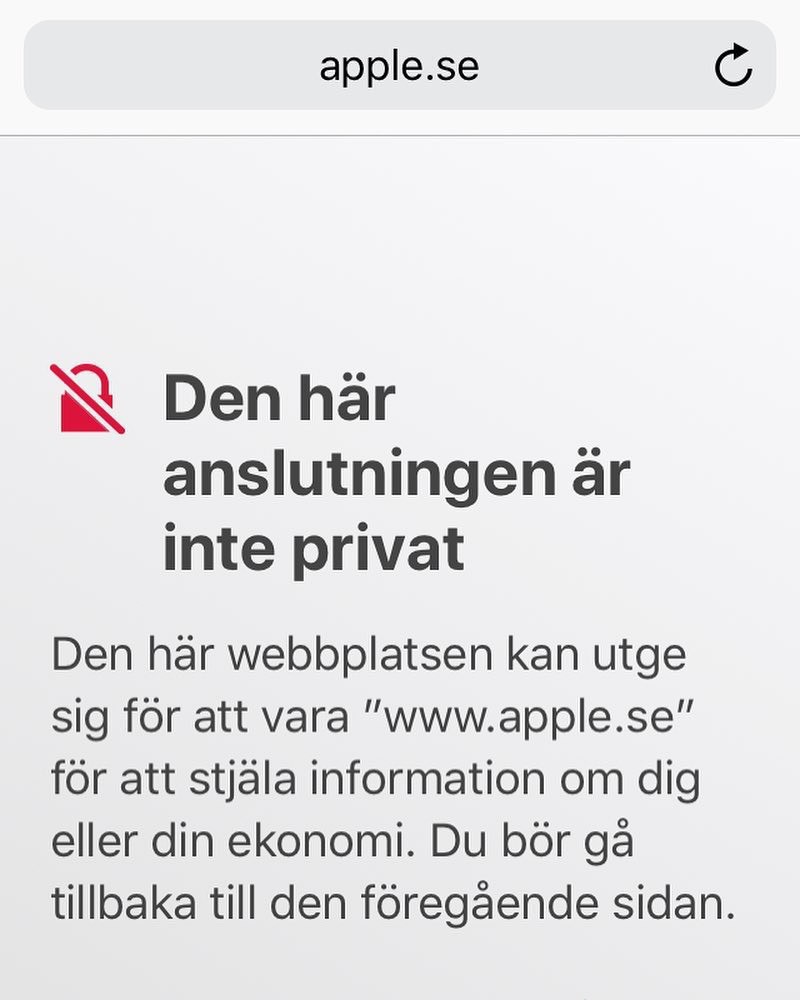 apple.se
Den här
anslutningen är
inte privat
Den här webbplatsen kan utge
sig för att vara ”www.apple.se”
för att stjäla information om dig
eller din ekonomi. Du bör gå
tillbaka till den föregående sidan.